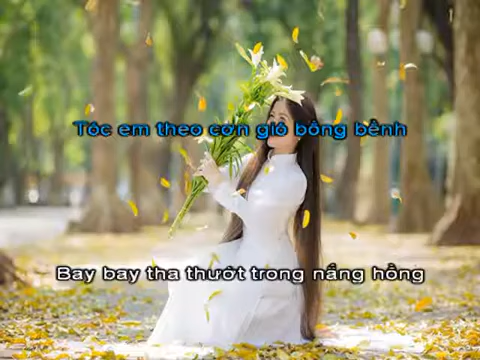 Tóc em theo cơn gió bồng bềnh
Bay bay tha thướt trong nắng hồng